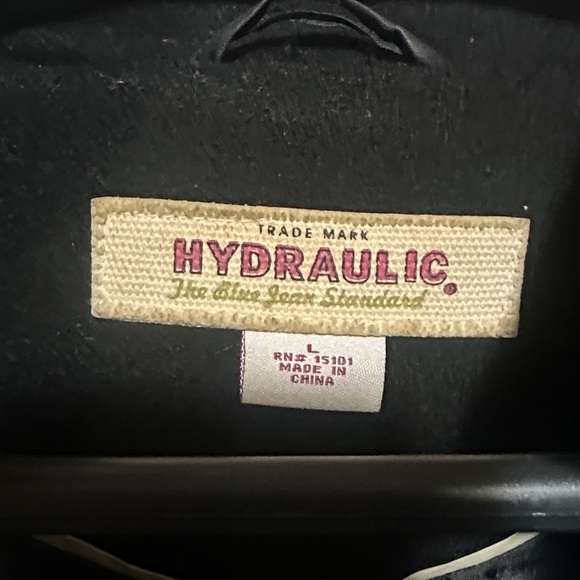 TRADE MARK
HYDRAULIC®
The Blue Jean Standard
L
RN# 15101
MADE IN
CHINA